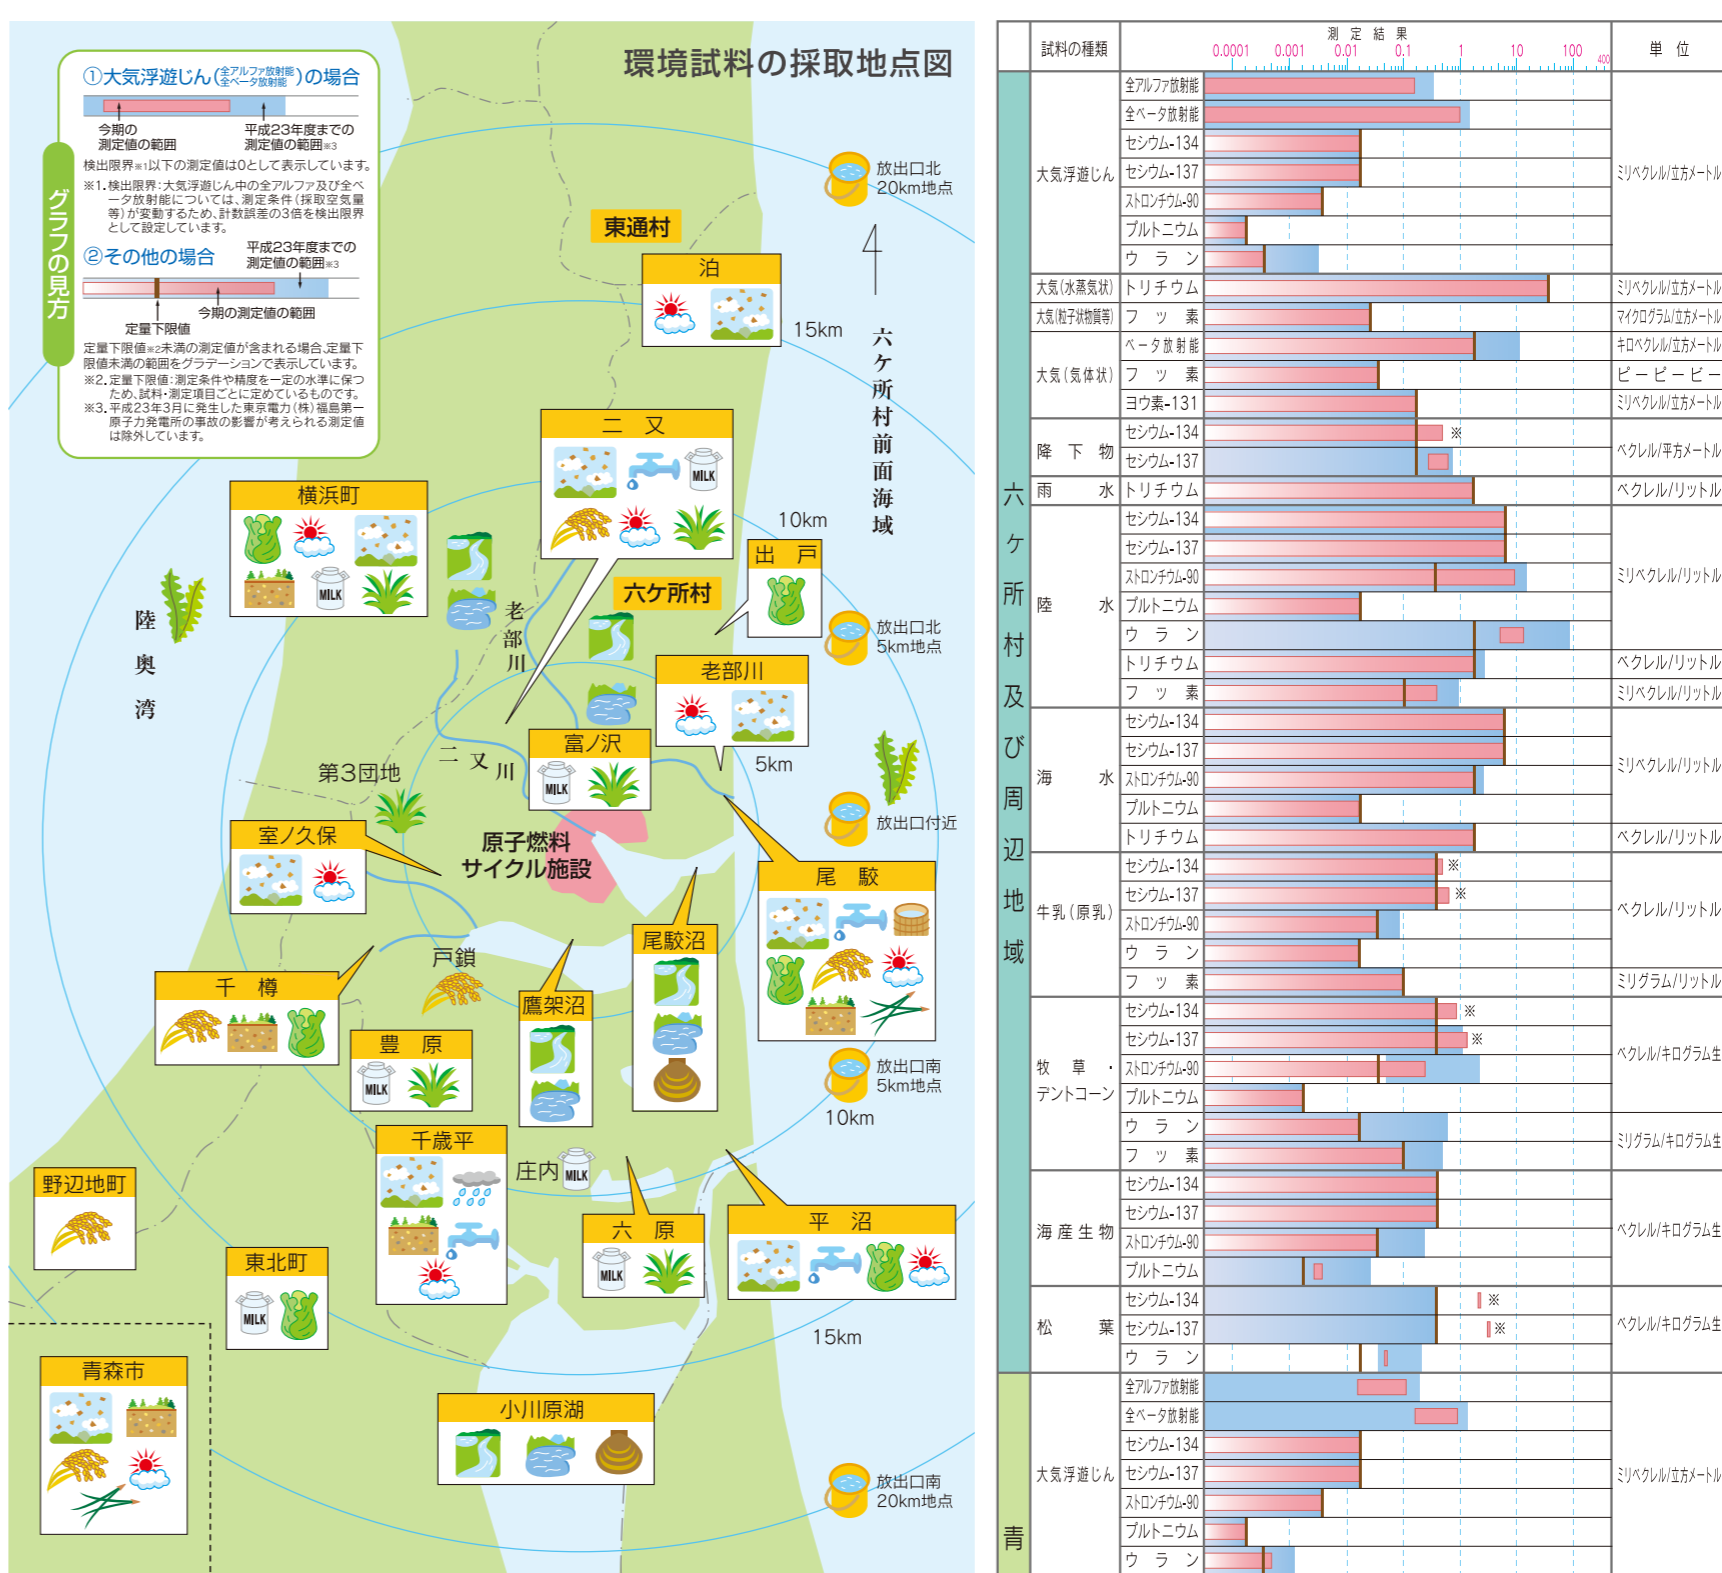 環境試料の採取地点図
グラフの見方
①大気浮遊じん(全アルファ放射能 全ベータ放射能)の場合
今期の
測定値の範囲
平成23年度までの
測定値の範囲※3
検出限界※1以下の測定値は0として表示しています。
※1.検出限界:大気浮遊じん中の全アルファ及び全ベ
ータ放射能については、測定条件(採取空気量
等)が変動するため、計数誤差の3倍を検出限界
として設定しています。
②その他の場合
平成23年度までの
測定値の範囲※3
今期の測定値の範囲
定量下限値
定量下限値※2未満の測定値が含まれる場合、定量下
限値未満の範囲をグラデーションで表示しています。
※2.定量下限値:測定条件や精度を一定の水準に保つ
ため、試料・測定項目ごとに定めているものです。
※3.平成23年3月に発生した東京電力(株)福島第一
原子力発電所の事故の影響が考えられる測定値
は除外しています。
放出口北
20km地点
東通村
泊
15km
六ケ所村前面海域
二又
MILK
横浜町
MILK
10km
出戸
六ケ所村
老部川
陸奥湾
放出口北
5km地点
老部川
富ノ沢
MILK
5km
二又川
第3団地
放出口付近
室ノ久保
原子燃料
サイクル施設
尾駮
尾駮沼
戸鎖
千樽
鷹架沼
豊原
MILK
放出口南
5km地点
10km
千歳平
庄内
MILK
野辺地町
六原
MILK
平沼
東北町
MILK
15km
青森市
小川原湖
放出口南
20km地点
試料の種類
測定結果
0.0001 0.001 0.01 0.1 1 10 100 400
単位
六ケ所村及び周辺地域
大気浮遊じん
全アルファ放射能
全ベータ放射能
セシウム-134
セシウム-137
ストロンチウム-90
プルトニウム
ウラン
ミリベクレル/立方メートル
大気(水蒸気状) トリチウム ミリベクレル/立方メートル
大気(粒子状物質等) フッ素 マイクログラム/立方メートル
大気(気体状)
ベータ放射能 キロベクレル/立方メートル
フッ素 ピーピービー
ヨウ素-131 ミリベクレル/立方メートル
降下物
セシウム-134 ※
セシウム-137
ベクレル/平方メートル
雨水 トリチウム ベクレル/リットル
陸水
セシウム-134
セシウム-137
ストロンチウム-90
プルトニウム
ウラン
ミリベクレル/リットル
トリチウム ベクレル/リットル
フッ素 ミリベクレル/リットル
海水
セシウム-134
セシウム-137
ストロンチウム-90
プルトニウム
ミリベクレル/リットル
トリチウム ベクレル/リットル
牛乳(原乳)
セシウム-134 ※
セシウム-137 ※
ストロンチウム-90
ウラン
ベクレル/リットル
フッ素 ミリグラム/リットル
牧草・
デントコーン
セシウム-134 ※
セシウム-137 ※
ストロンチウム-90
プルトニウム
ベクレル/キログラム生
ウラン
フッ素
ミリグラム/キログラム生
海産生物
セシウム-134
セシウム-137
ストロンチウム-90
プルトニウム
ベクレル/キログラム生
松葉
セシウム-134 ※
セシウム-137 ※
ウラン
ベクレル/キログラム生
青
大気浮遊じん
全アルファ放射能
全ベータ放射能
セシウム-134
セシウム-137
ストロンチウム-90
プルトニウム
ウラン
ミリベクレル/立方メートル